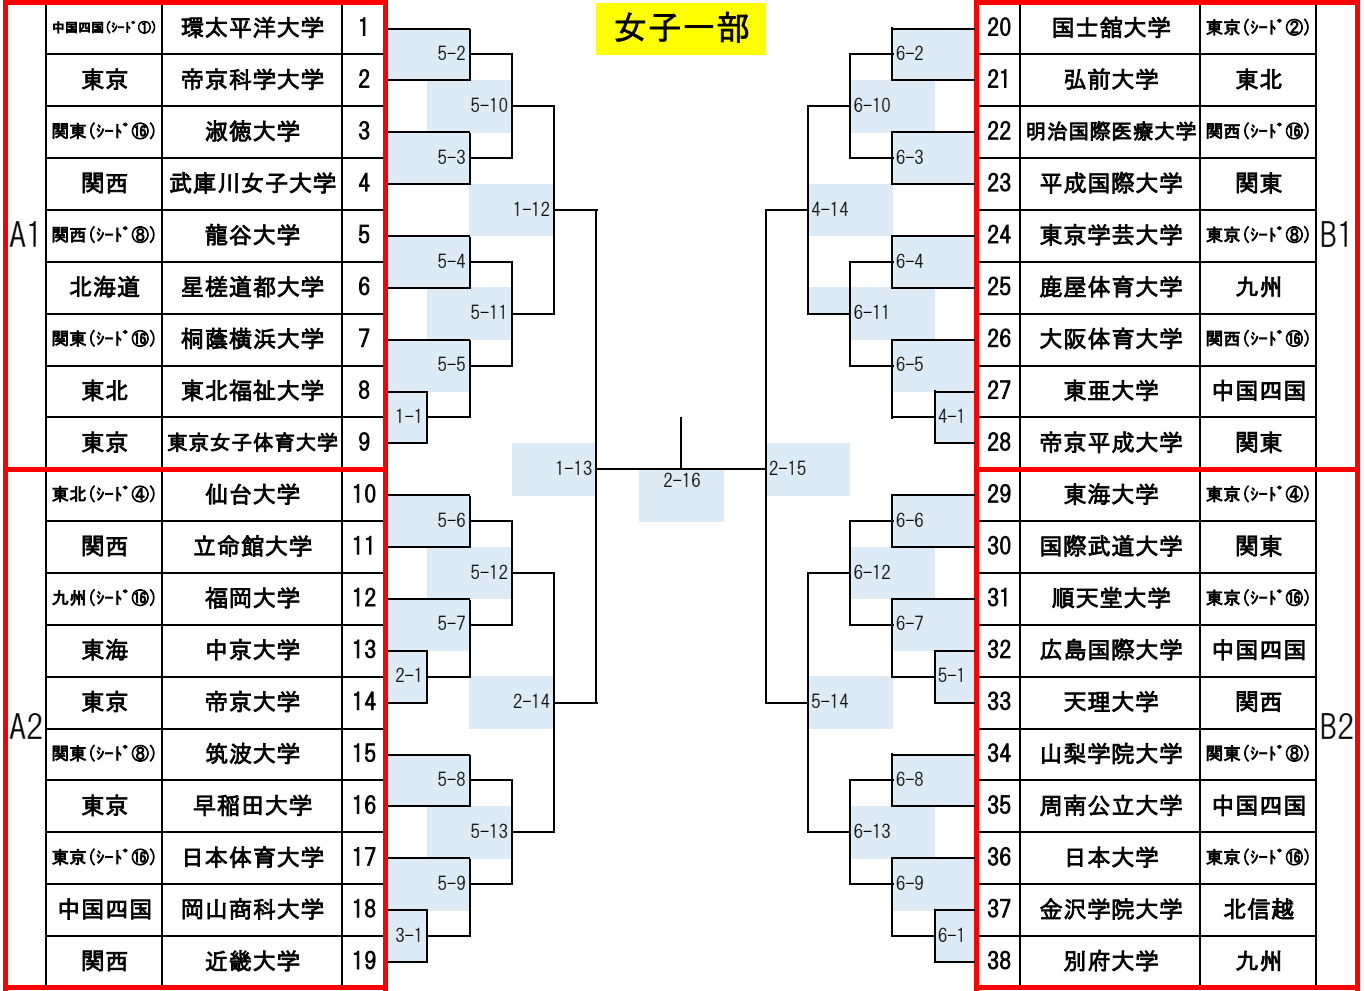 女子一部
A1
中国四国(シード①) 環太平洋大学 1
東京 帝京科学大学 2
関東(シード⑯) 淑徳大学 3
関西 武庫川女子大学 4
関西(シード⑧) 龍谷大学 5
北海道 星槎道都大学 6
関東(シード⑯) 桐蔭横浜大学 7
東北 東北福祉大学 8
東京 東京女子体育大学 9
A2
東北(シード④) 仙台大学 10
関西 立命館大学 11
九州(シード⑯) 福岡大学 12
東海 中京大学 13
東京 帝京大学 14
関東(シード⑧) 筑波大学 15
東京 早稲田大学 16
東京(シード⑯) 日本体育大学 17
中国四国 岡山商科大学 18
関西 近畿大学 19
5-2
5-10
5-3
1-12
5-4
5-11
5-5
1-1
1-13
5-6
5-12
5-7
2-1
2-14
5-8
5-13
5-9
3-1
2-16
6-2
6-10
6-3
4-14
6-4
6-11
6-5
4-1
2-15
6-6
6-12
6-7
5-1
5-14
6-8
6-13
6-9
6-1
B1
20 国士舘大学 東京(シード②)
21 弘前大学 東北
22 明治国際医療大学 関西(シード⑯)
23 平成国際大学 関東
24 東京学芸大学 東京(シード⑧)
25 鹿屋体育大学 九州
26 大阪体育大学 関西(シード⑯)
27 東亜大学 中国四国
28 帝京平成大学 関東
B2
29 東海大学 東京(シード④)
30 国際武道大学 関東
31 順天堂大学 東京(シード⑯)
32 広島国際大学 中国四国
33 天理大学 関西
34 山梨学院大学 関東(シード⑧)
35 周南公立大学 中国四国
36 日本大学 東京(シード⑯)
37 金沢学院大学 北信越
38 別府大学 九州